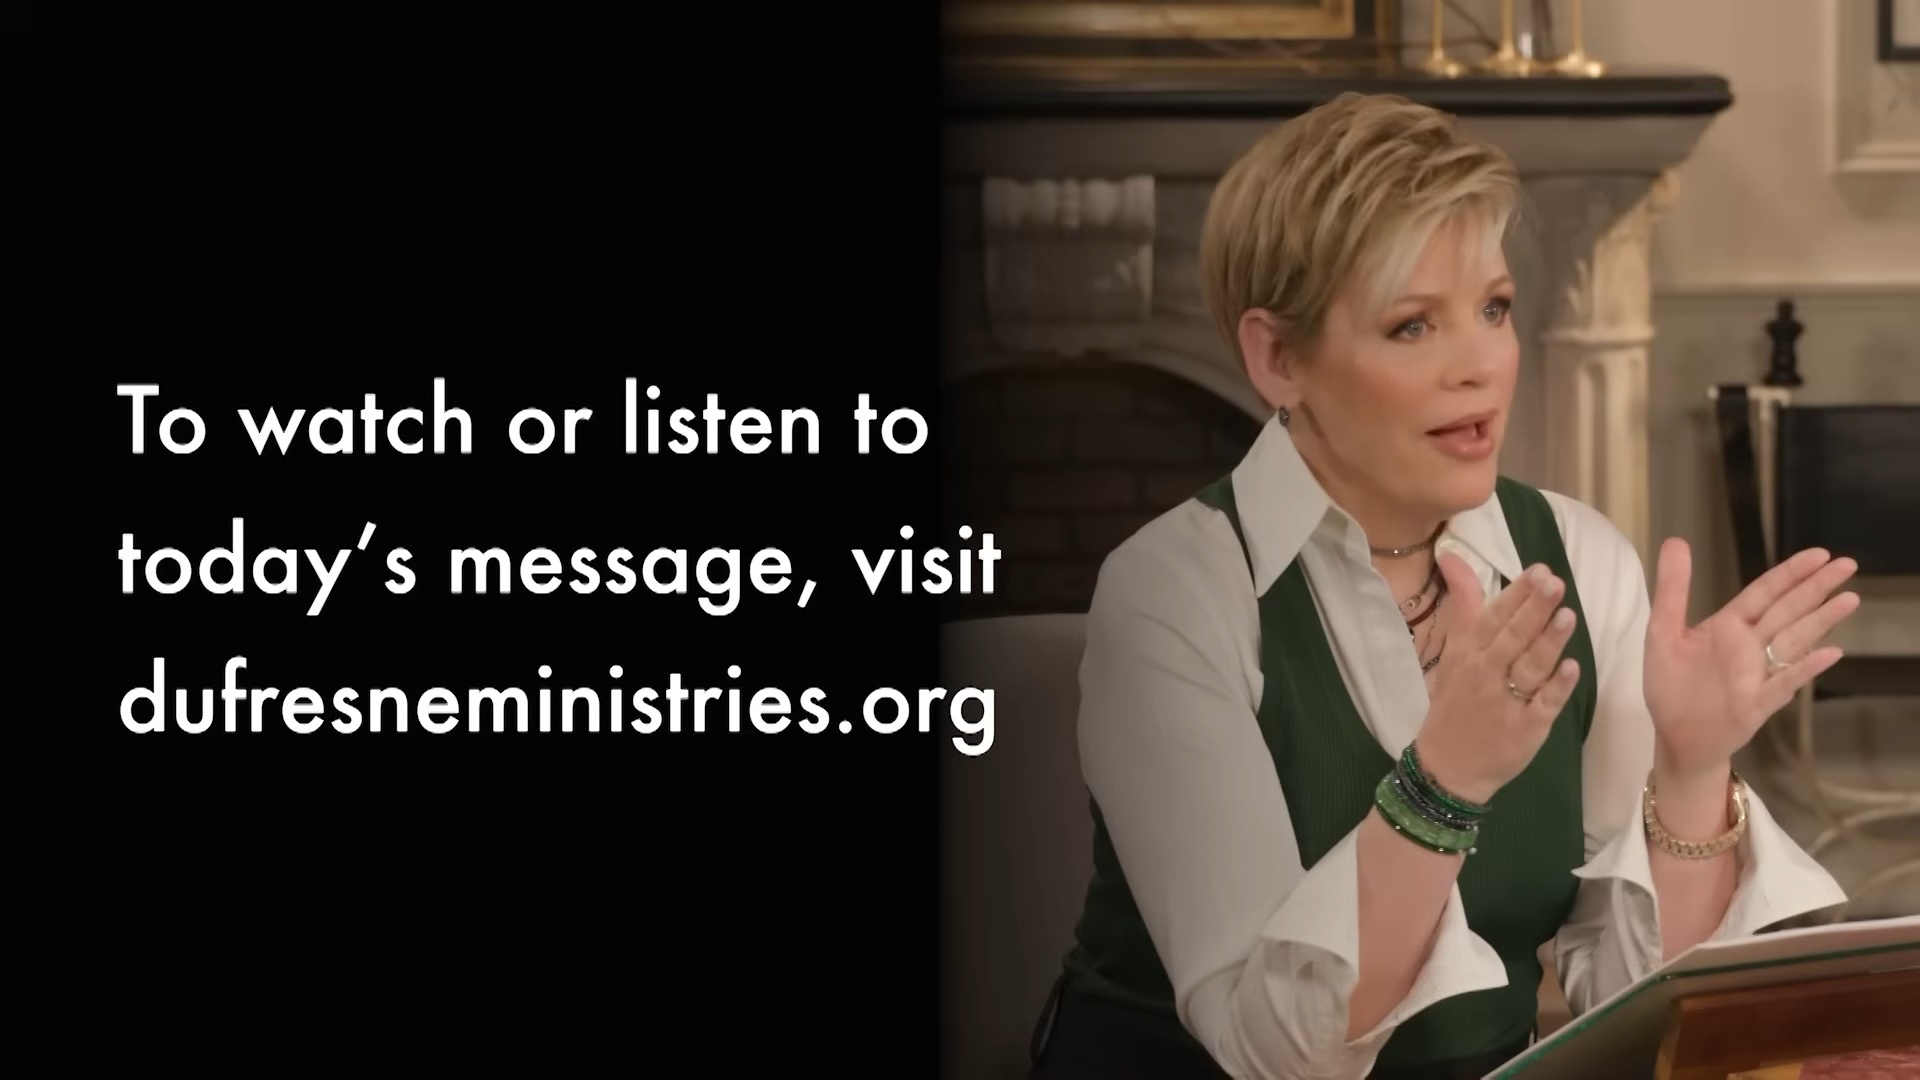 To watch or listen to
today’s message, visit
dufresneministries.org